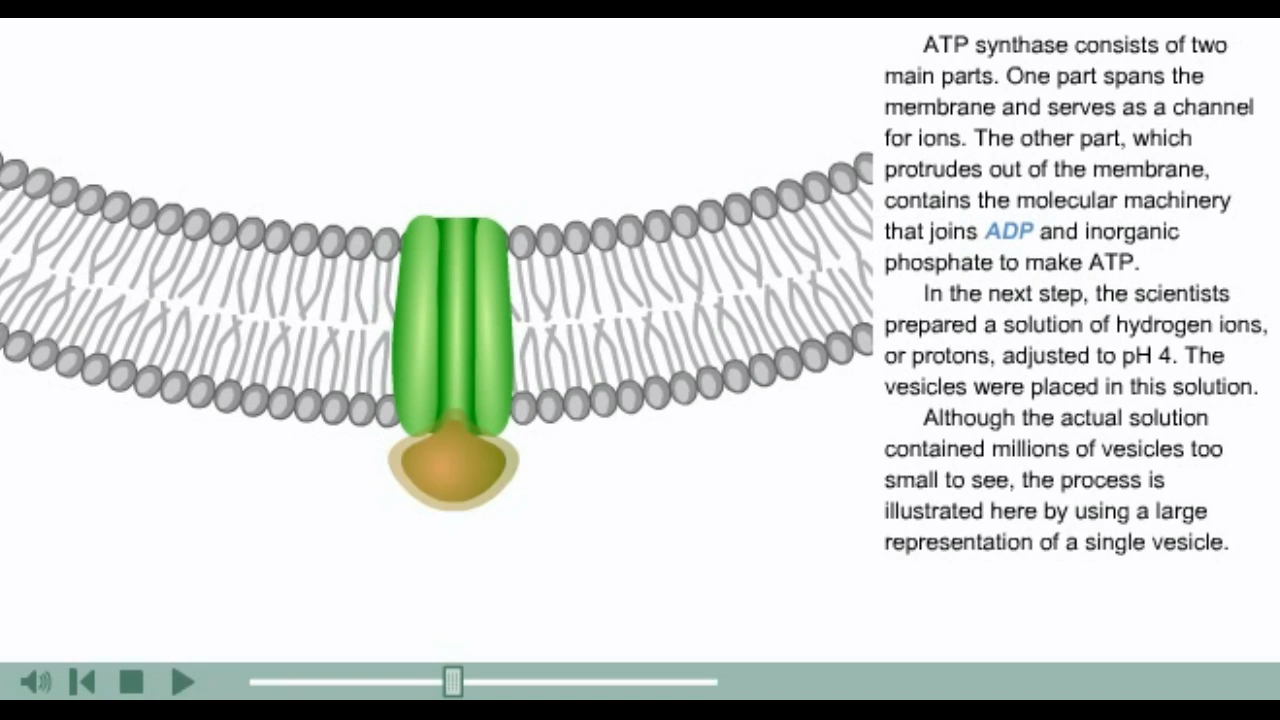 ATP synthase consists of two
main parts. One part spans the
membrane and serves as a channel
for ions. The other part, which
protrudes out of the membrane,
contains the molecular machinery
that joins ADP and inorganic
phosphate to make ATP.
In the next step, the scientists
prepared a solution of hydrogen ions,
or protons, adjusted to pH 4. The
vesicles were placed in this solution.
Although the actual solution
contained millions of vesicles too
small to see, the process is
illustrated here by using a large
representation of a single vesicle.